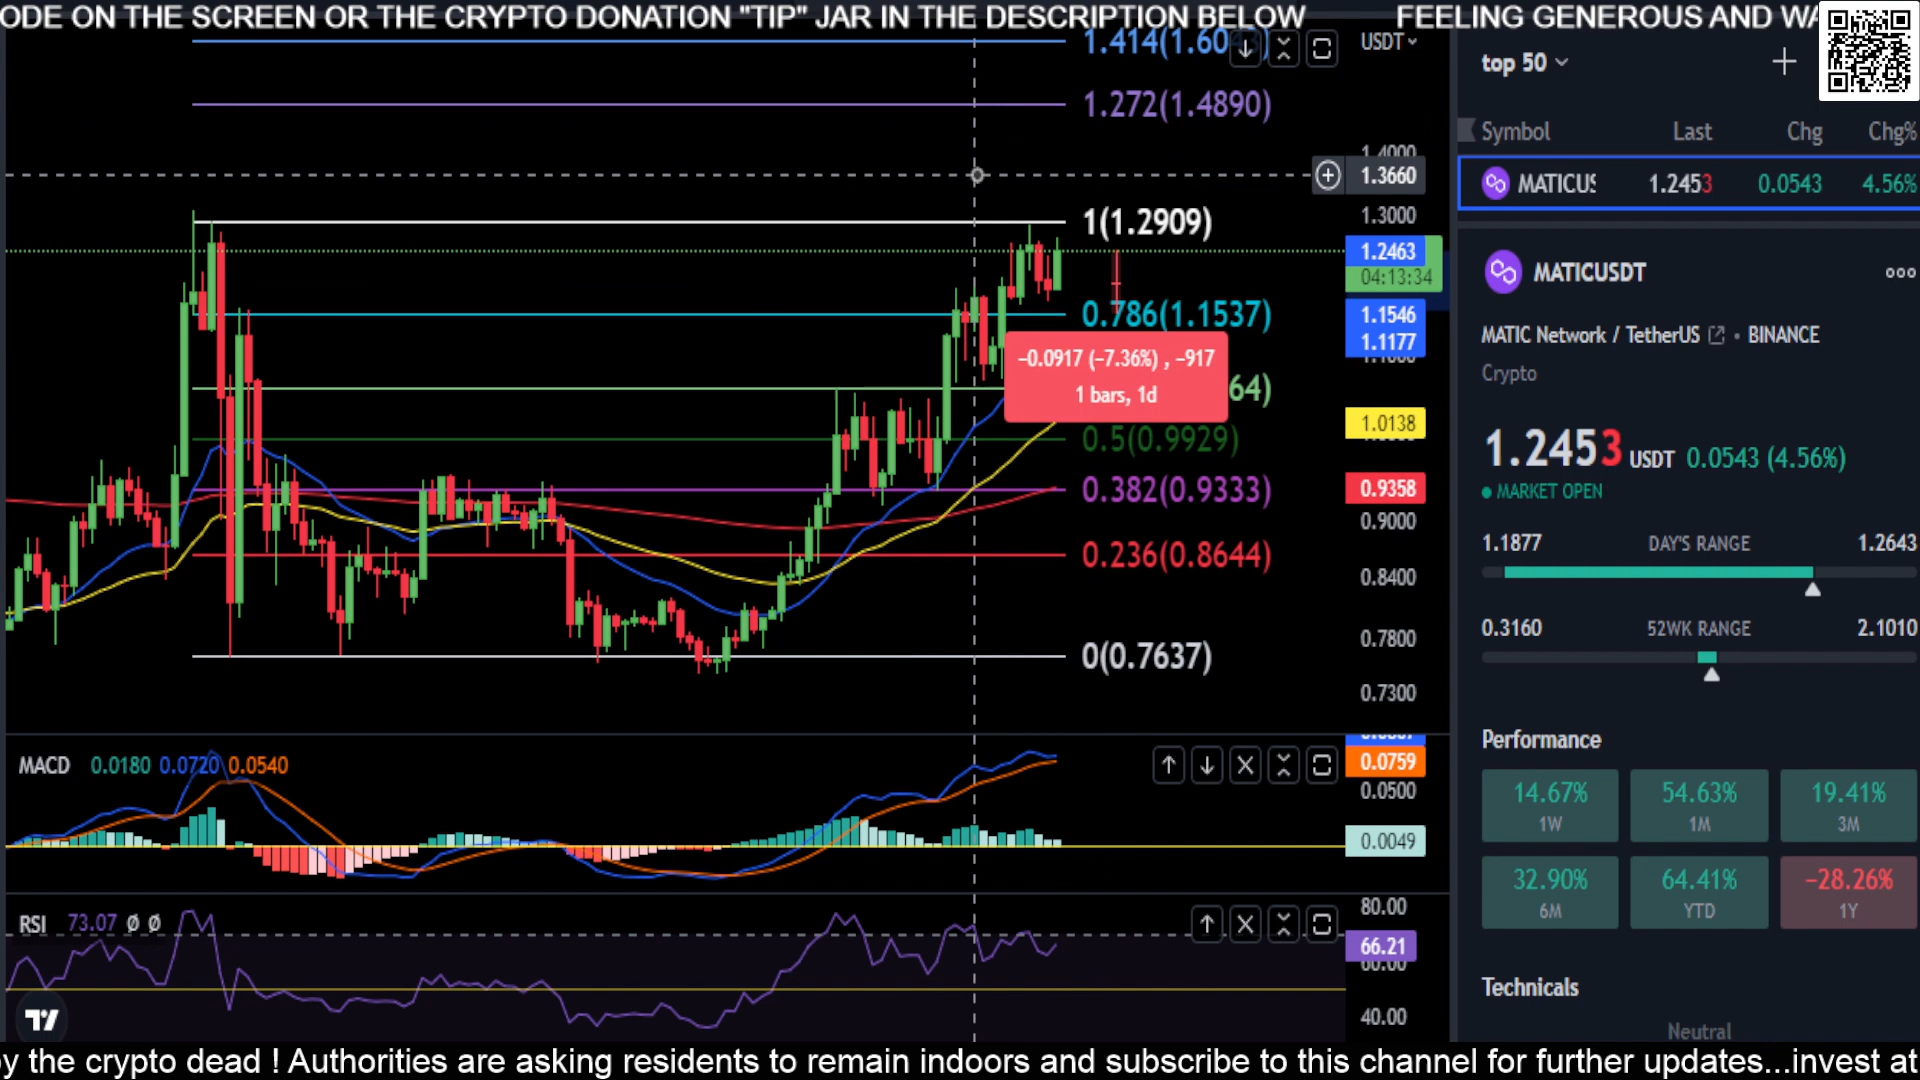 ODE ON THE SCREEN OR THE CRYPTO DONATION "TIP" JAR IN THE DESCRIPTION BELOW FEELING GENEROUS AND WA
1.414(1.60
USDT
1.272(1.4890)
1.4000
1.3660
1(1.2909)
1.3000
1.2463
04:13:34
0.786(1.1537)
1.1546
1.1177
−0.0917 (−7.36%) , −917
1 bars, 1d
64)
1.0138
0.5(0.9929)
0.382(0.9333)
0.9358
0.9000
0.236(0.8644)
0.8400
0.7800
0(0.7637)
0.7300
MACD 0.0180 0.0720 0.0540
0.0759
0.0500
0.0049
RSI 73.07 Ø Ø
80.00
66.21
60.00
40.00
top 50
Symbol Last Chg Chg%
MATICUS 1.2453 0.0543 4.56%
MATICUSDT
MATIC Network / TetherUS • BINANCE
Crypto
1.2453 USDT 0.0543 (4.56%)
MARKET OPEN
1.1877 DAY'S RANGE 1.2643
0.3160 52WK RANGE 2.1010
Performance
14.67% 54.63% 19.41%
1W 1M 3M
32.90% 64.41% −28.26%
6M YTD 1Y
Technicals
Neutral
by the crypto dead ! Authorities are asking residents to remain indoors and subscribe to this channel for further updates...invest at